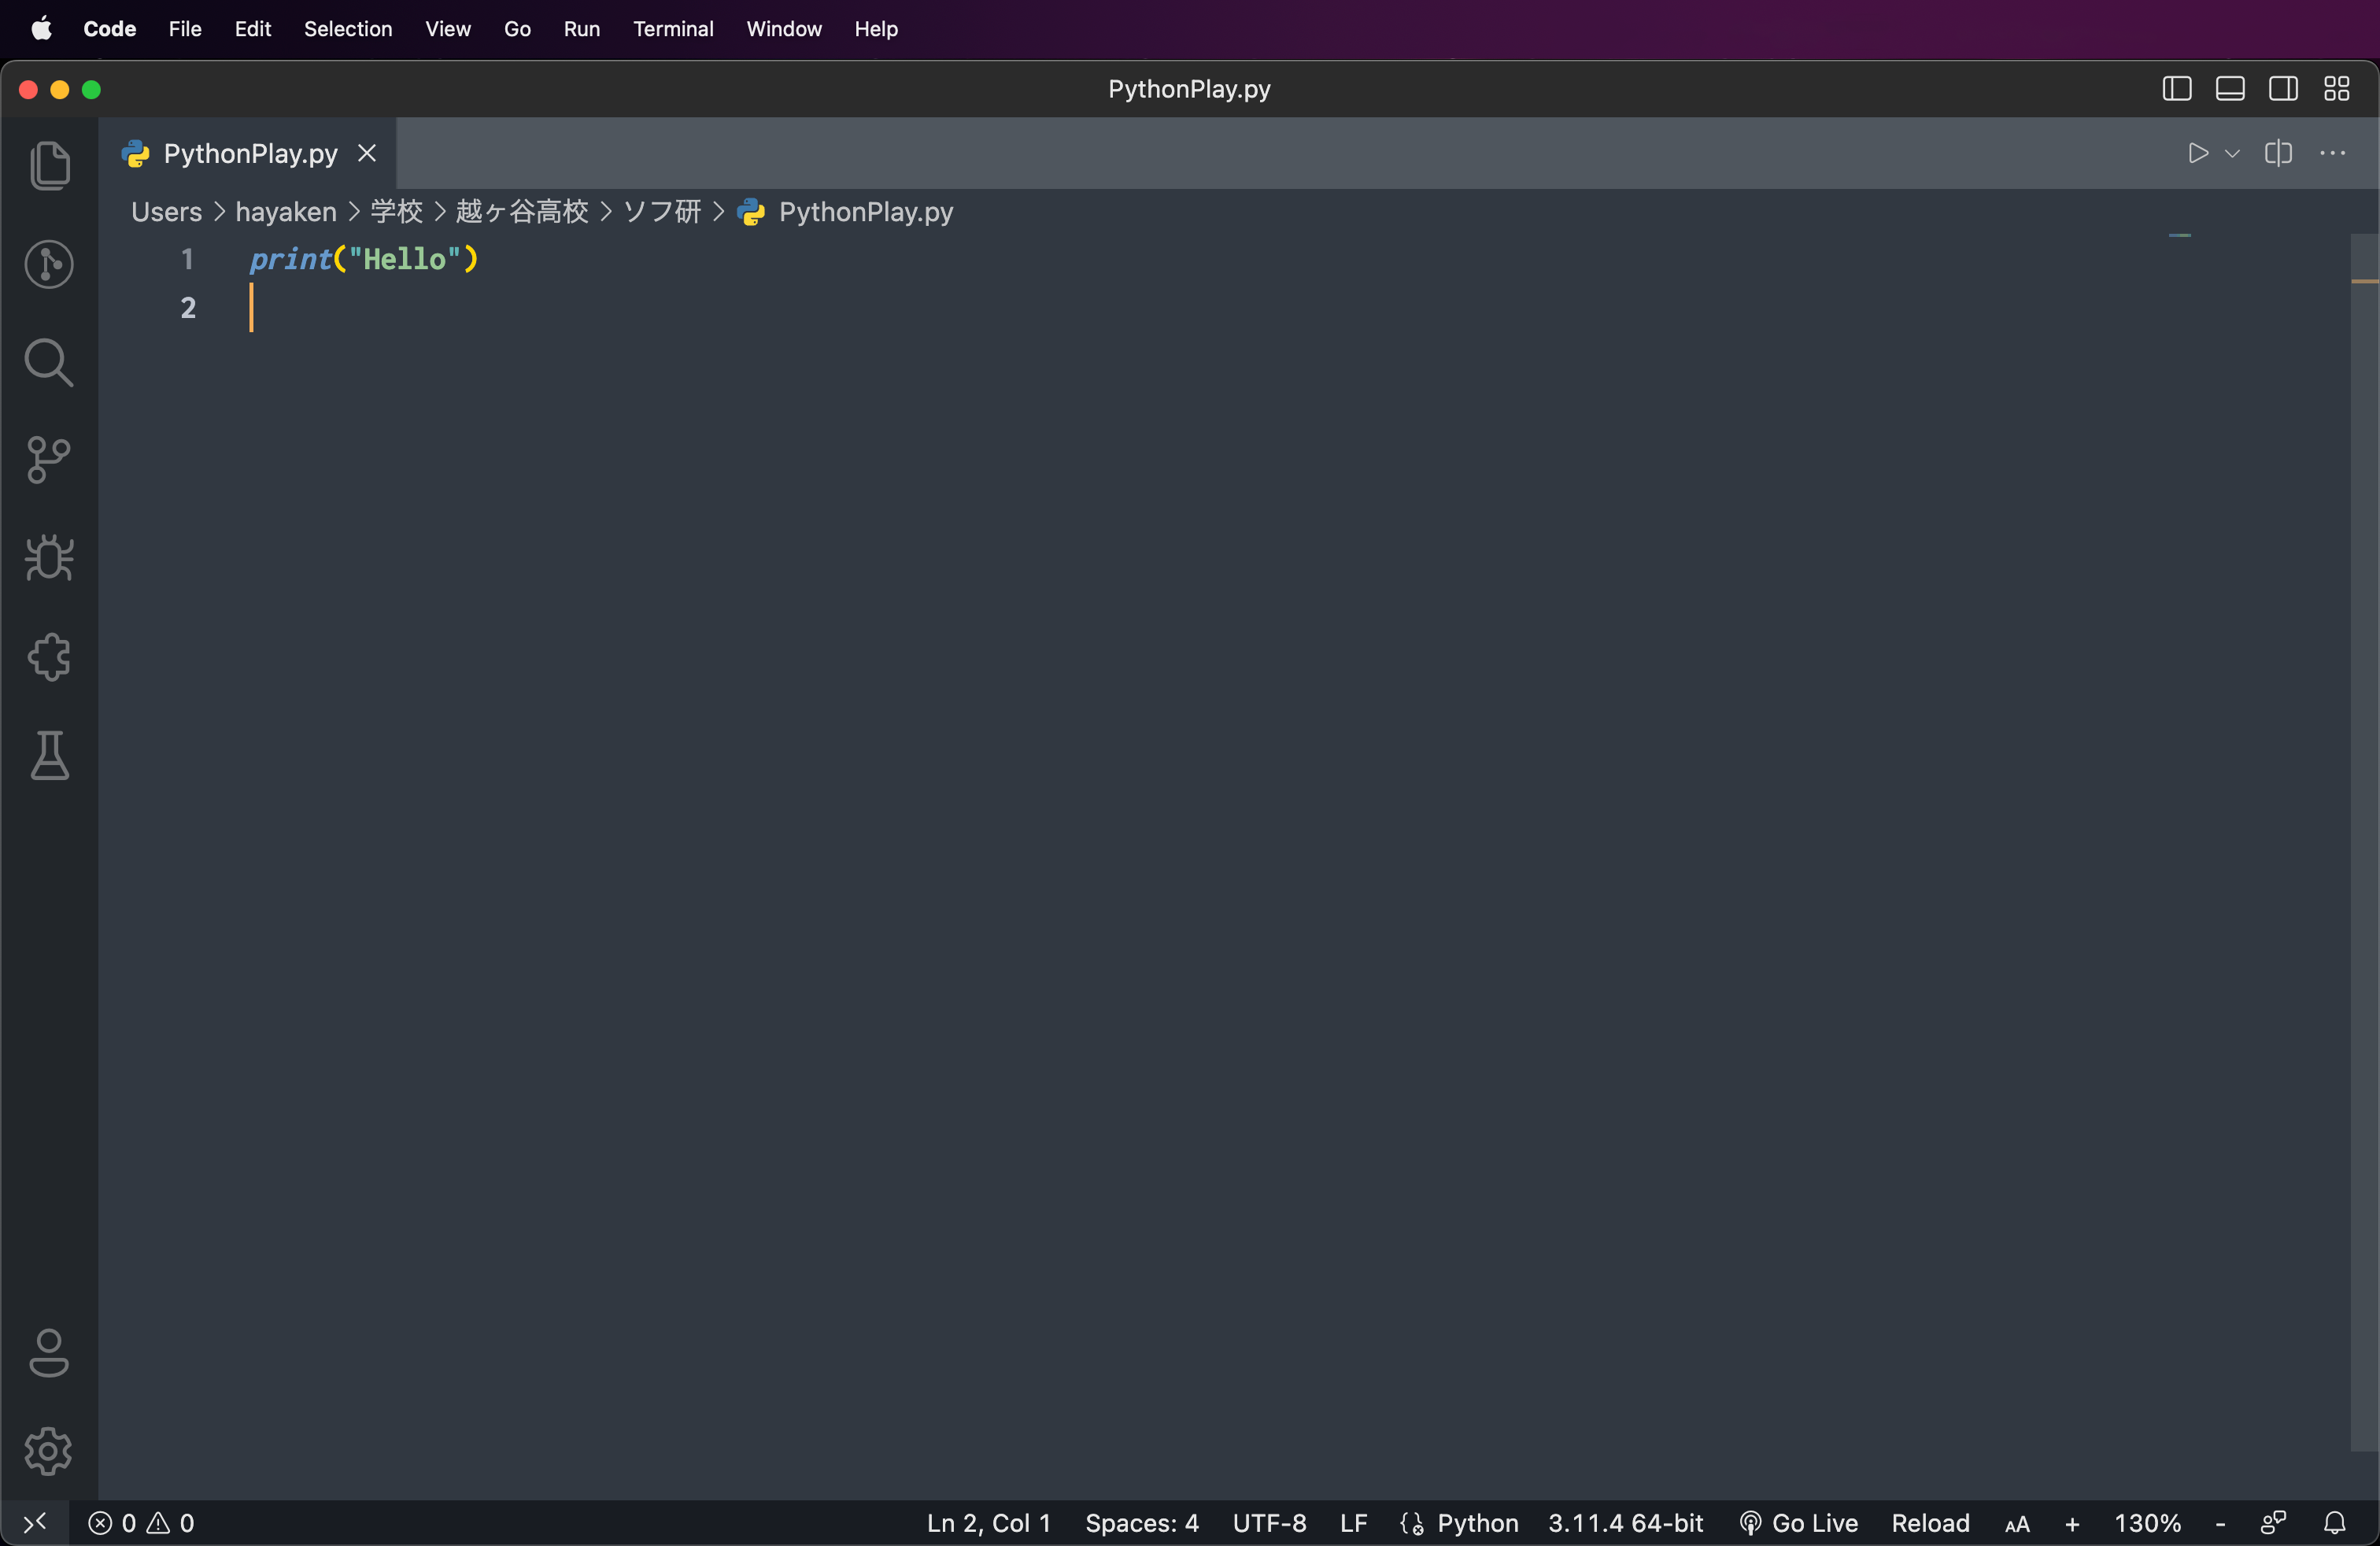 Code File Edit Selection View Go Run Terminal Window Help
PythonPlay.py
PythonPlay.py
Users > hayaken > 学校 > 越ヶ谷高校 > ソフ研 > PythonPlay.py
1 print("Hello")
2
0 0 Ln 2, Col 1 Spaces: 4 UTF-8 LF Python 3.11.4 64-bit Go Live Reload AA + 130% -